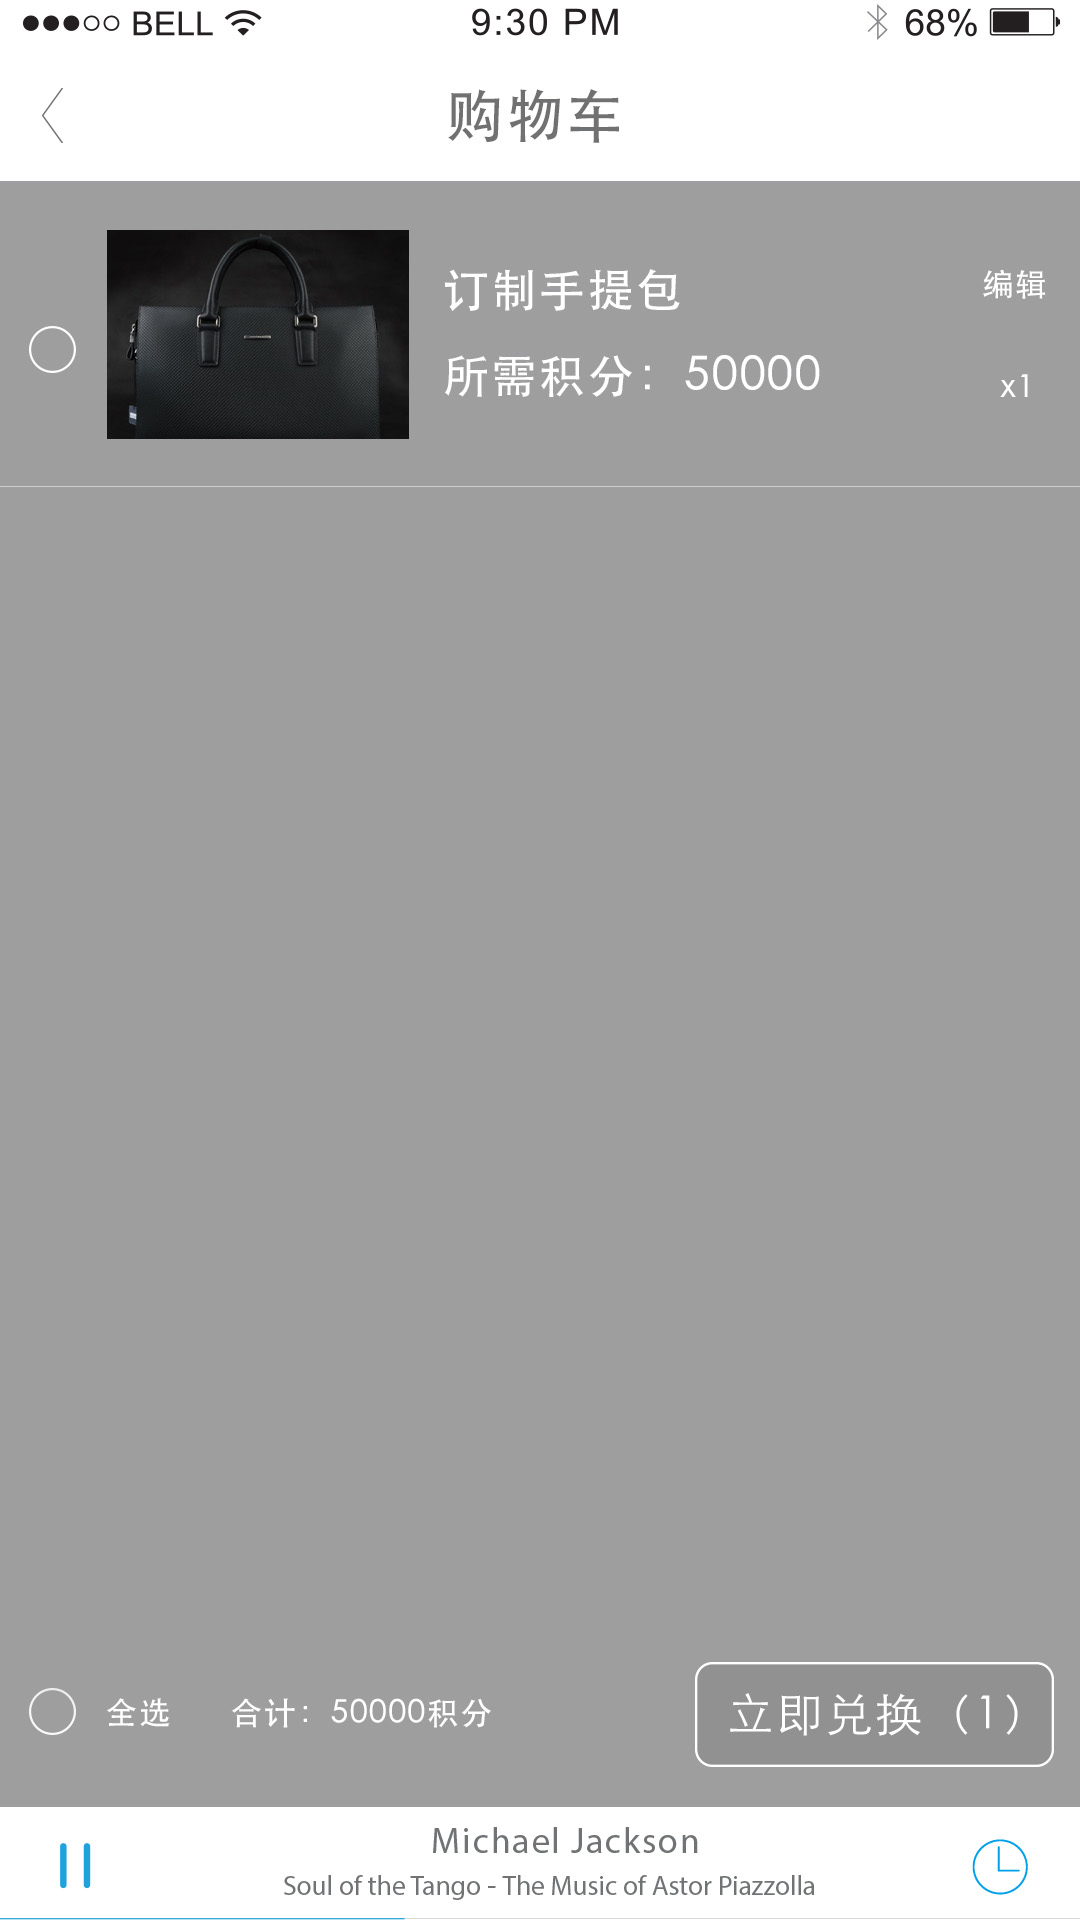 BELL 9:30 PM 68%
购物车
订制手提包 编辑
所需积分：50000 x1
全选 合计：50000积分 立即兑换（1）
Michael Jackson
Soul of the Tango - The Music of Astor Piazzolla